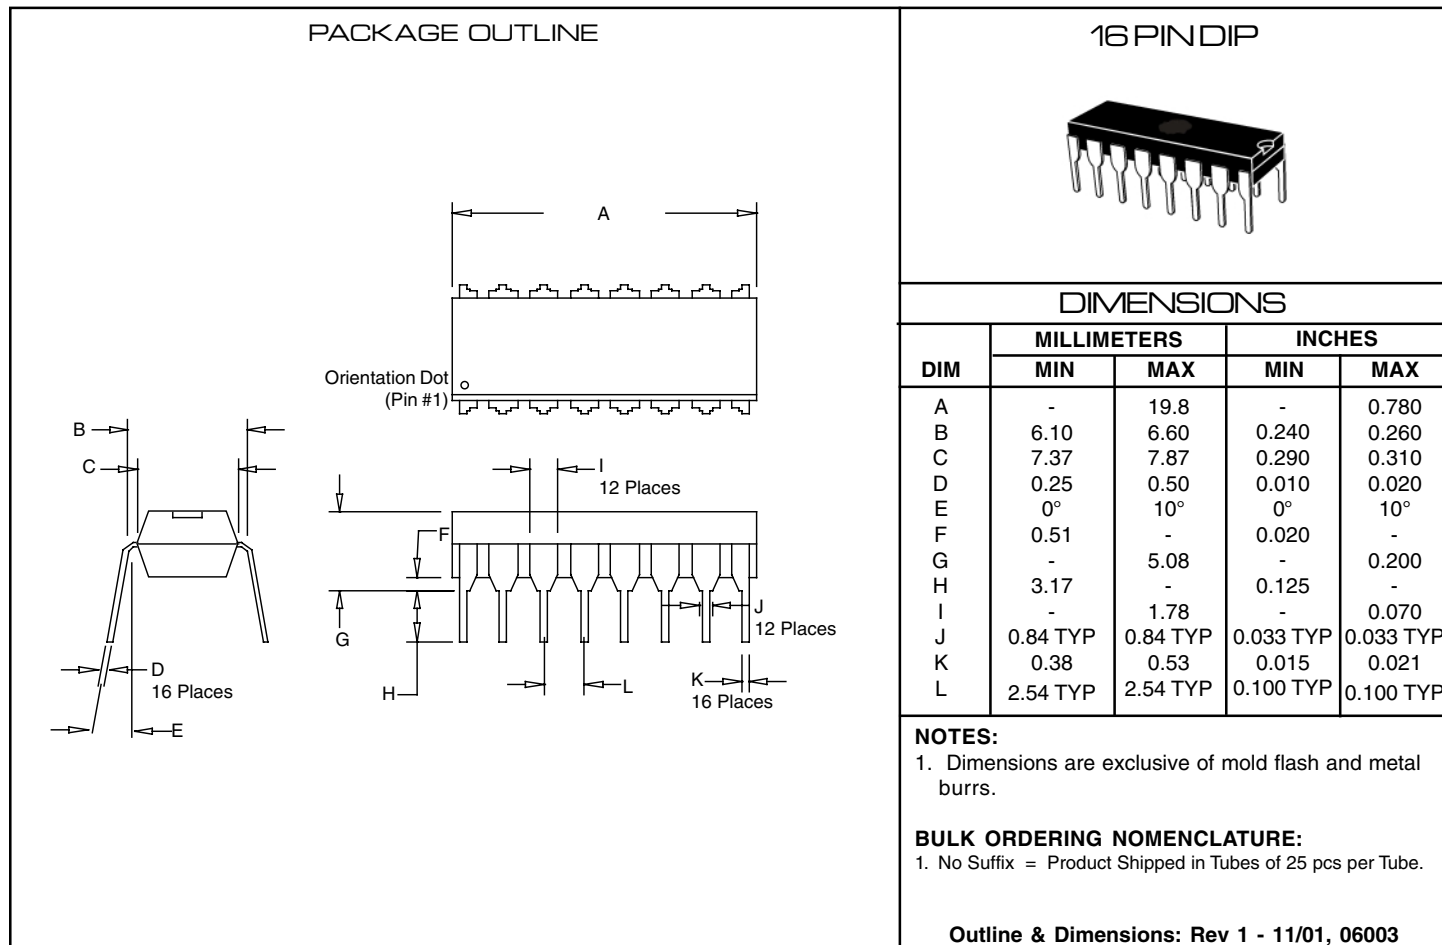 PACKAGE OUTLINE
A
Orientation Dot
(Pin #1)
B
C
I
12 Places
F
G
J
12 Places
D
16 Places
H
L
K
16 Places
E
16 PIN DIP
DIMENSIONS
MILLIMETERS INCHES
DIM MIN MAX MIN MAX
A - 19.8 - 0.780
B 6.10 6.60 0.240 0.260
C 7.37 7.87 0.290 0.310
D 0.25 0.50 0.010 0.020
E 0° 10° 0° 10°
F 0.51 - 0.020 -
G - 5.08 - 0.200
H 3.17 - 0.125 -
I - 1.78 - 0.070
J 0.84 TYP 0.84 TYP 0.033 TYP 0.033 TYP
K 0.38 0.53 0.015 0.021
L 2.54 TYP 2.54 TYP 0.100 TYP 0.100 TYP
NOTES:
1. Dimensions are exclusive of mold flash and metal
burrs.
BULK ORDERING NOMENCLATURE:
1. No Suffix = Product Shipped in Tubes of 25 pcs per Tube.
Outline & Dimensions: Rev 1 - 11/01, 06003